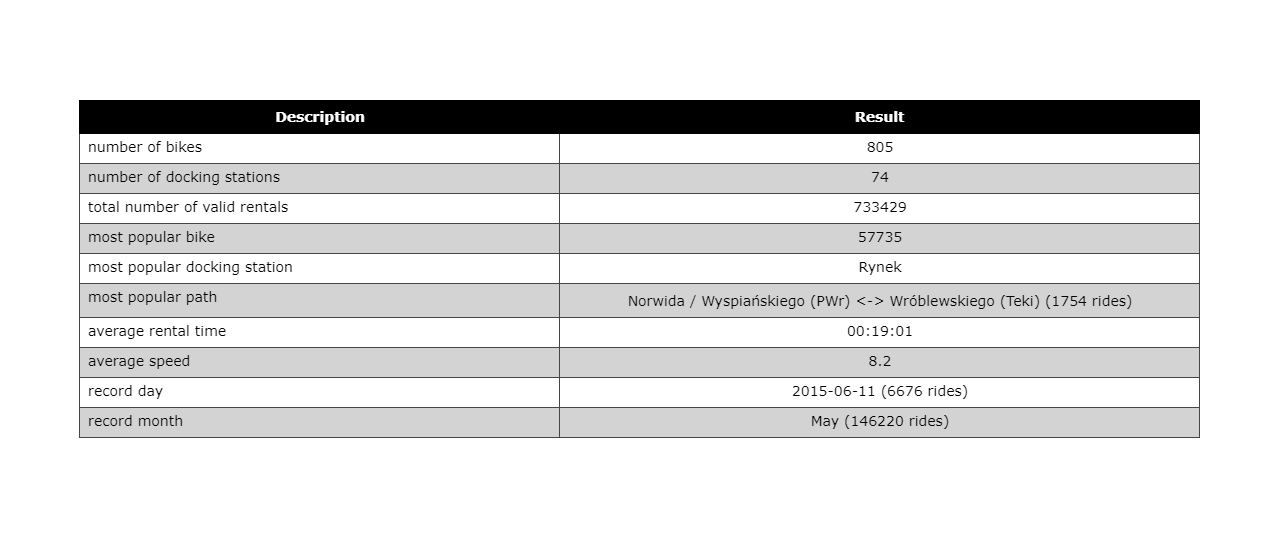 Description Result
number of bikes 805
number of docking stations 74
total number of valid rentals 733429
most popular bike 57735
most popular docking station Rynek
most popular path Norwida / Wyspiańskiego (PWr) <-> Wróblewskiego (Teki) (1754 rides)
average rental time 00:19:01
average speed 8.2
record day 2015-06-11 (6676 rides)
record month May (146220 rides)